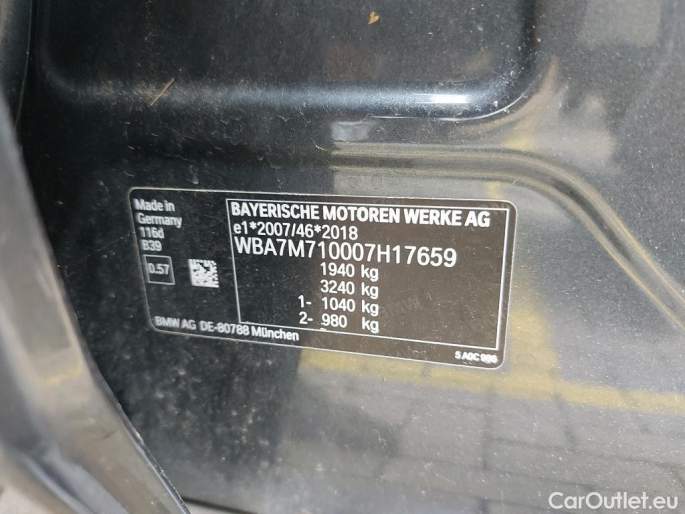 Made in
Germany
116d
B39
0.57
BAYERISCHE MOTOREN WERKE AG
e1*2007/46*2018
WBA7M710007H17659
1940 kg
3240 kg
1- 1040 kg
2- 980 kg
BMW AG DE-80788 München
CarOutlet.eu